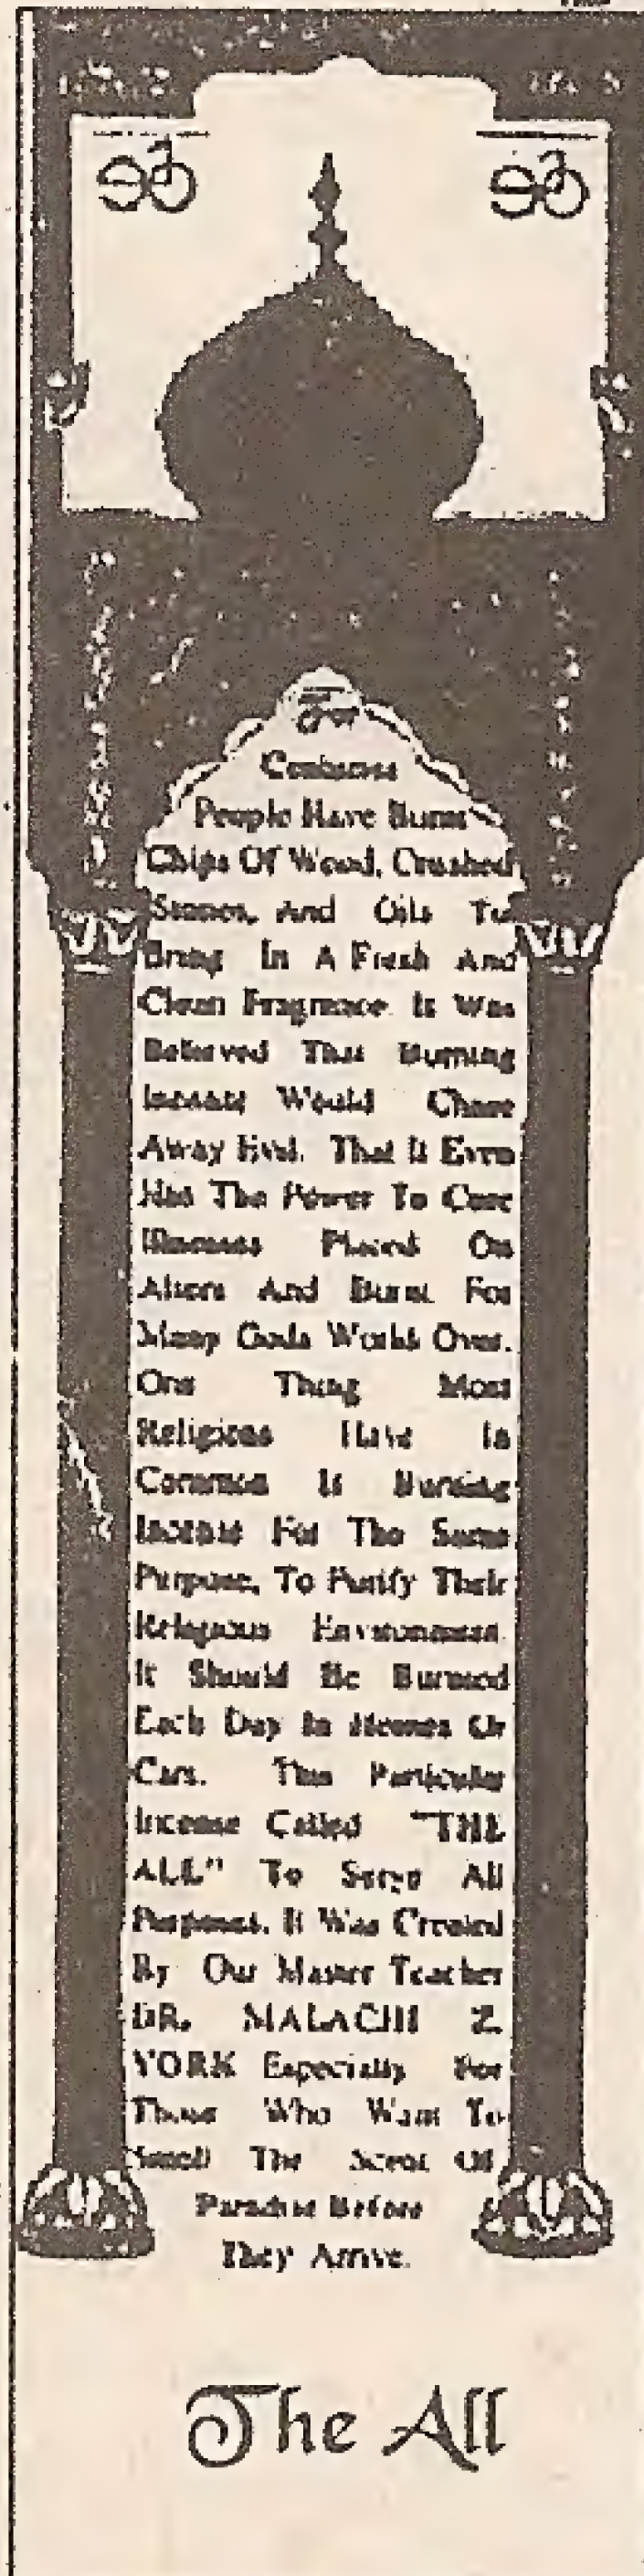 For
Centuries
People Have Burnt
Chips Of Wood, Crushed
Stones, And Oils To
Bring In A Fresh And
Clean Fragrance. It Was
Believed That Burning
Incense Would Chase
Away Evil. That It Even
Has The Power To Cure
Illnesses Placed On
Alters And Burnt For
Many Gods World Over.
One Thing Most
Religions Have In
Common Is Burning
Incense For The Same
Purpose, To Purify Their
Religious Environment.
It Should Be Burned
Each Day In Homes Or
Cars. This Particular
Incense Called "THE
ALL" To Serve All
Purposes. It Was Created
By Our Master Teacher
DR. MALACHI Z.
YORK Especially For
Those Who Want To
Smell The Scent Of
Paradise Before
They Arrive.
The All